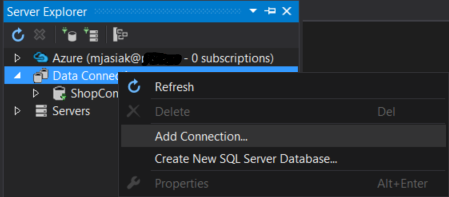 Server Explorer
Azure (mjasiak@ - 0 subscriptions)
Data Connec
ShopCon
Servers
Refresh
Delete Del
Add Connection...
Create New SQL Server Database...
Properties Alt+Enter